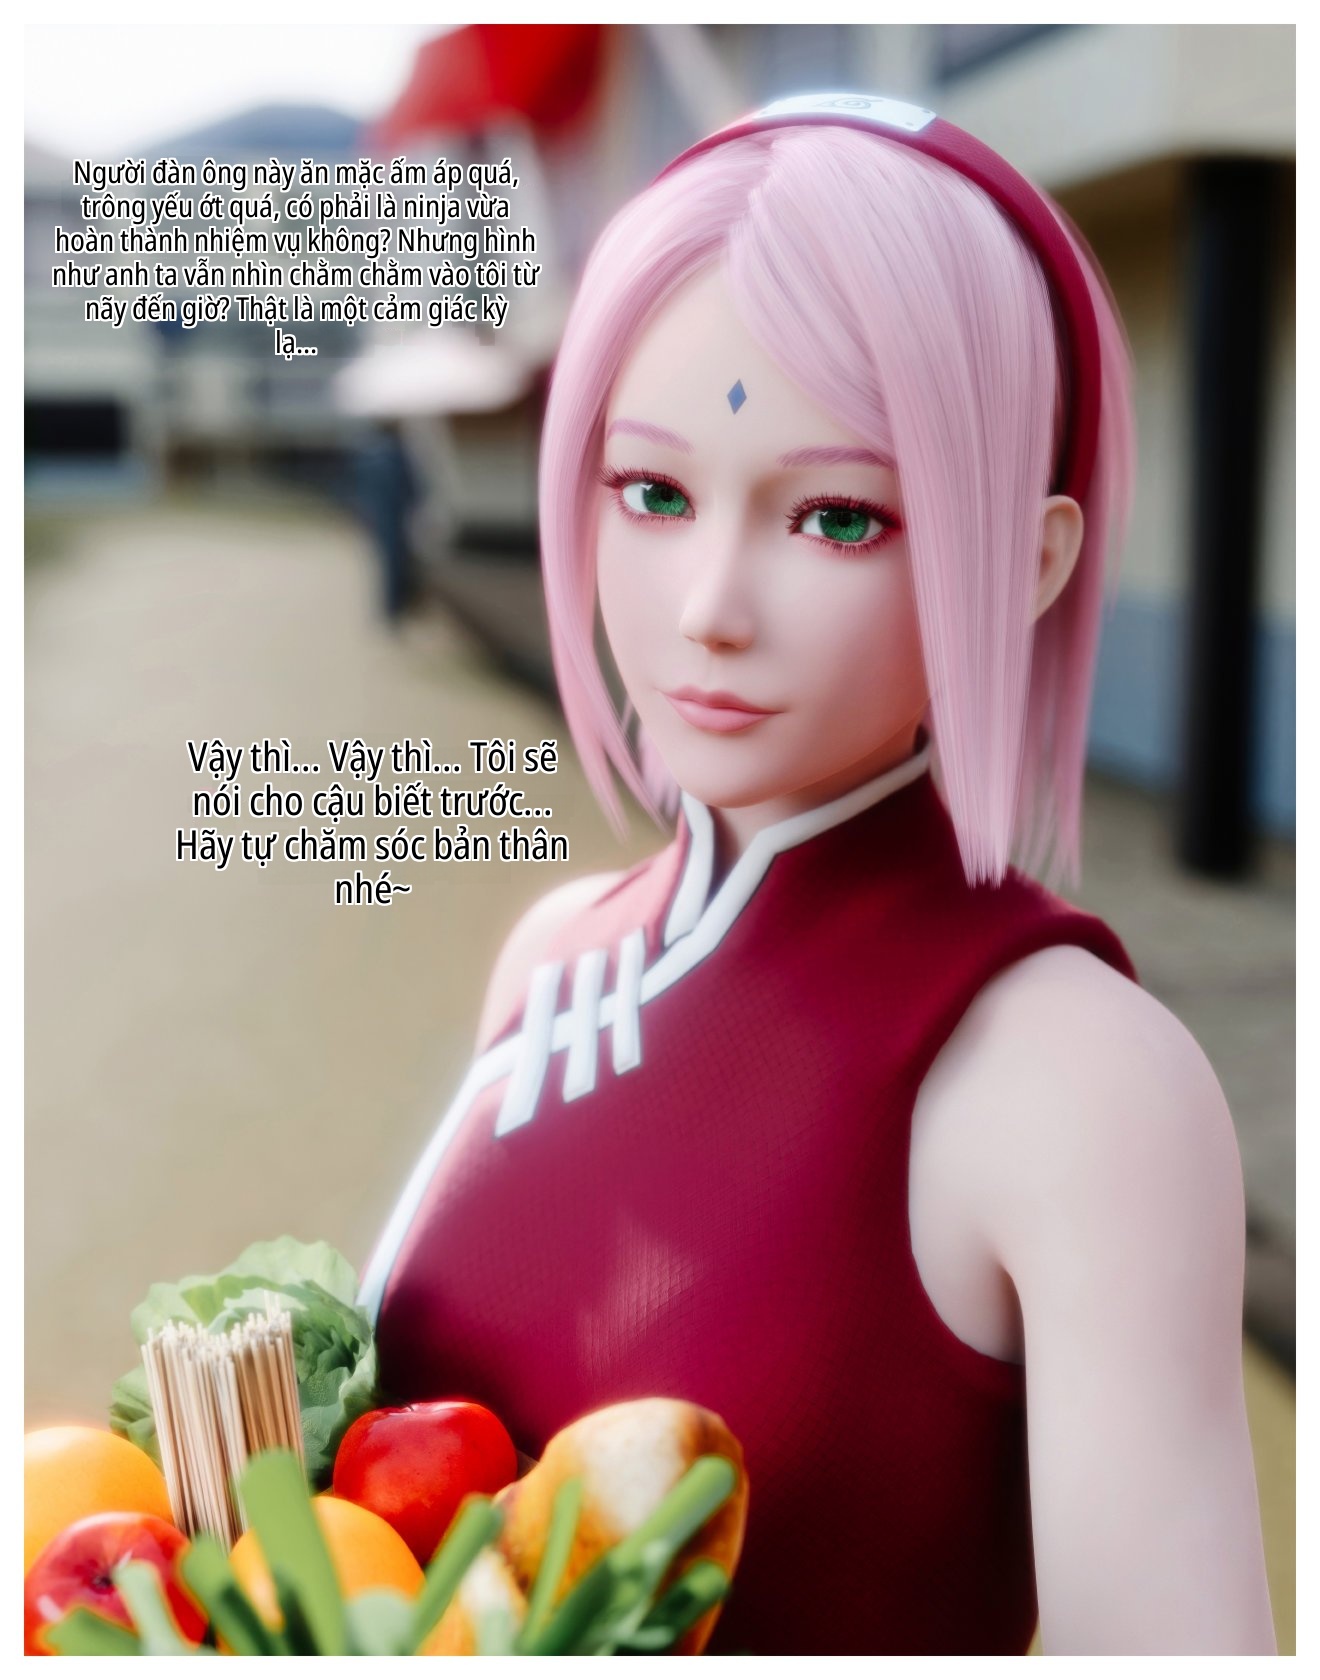 Người đàn ông này ăn mặc ấm áp quá,
trông yếu ớt quá, có phải là ninja vừa
hoàn thành nhiệm vụ không? Nhưng hình
như anh ta vẫn nhìn chằm chằm vào tôi từ
nãy đến giờ? Thật là một cảm giác kỳ
lạ...
Vậy thì... Vậy thì... Tôi sẽ
nói cho cậu biết trước...
Hãy tự chăm sóc bản thân
nhé~